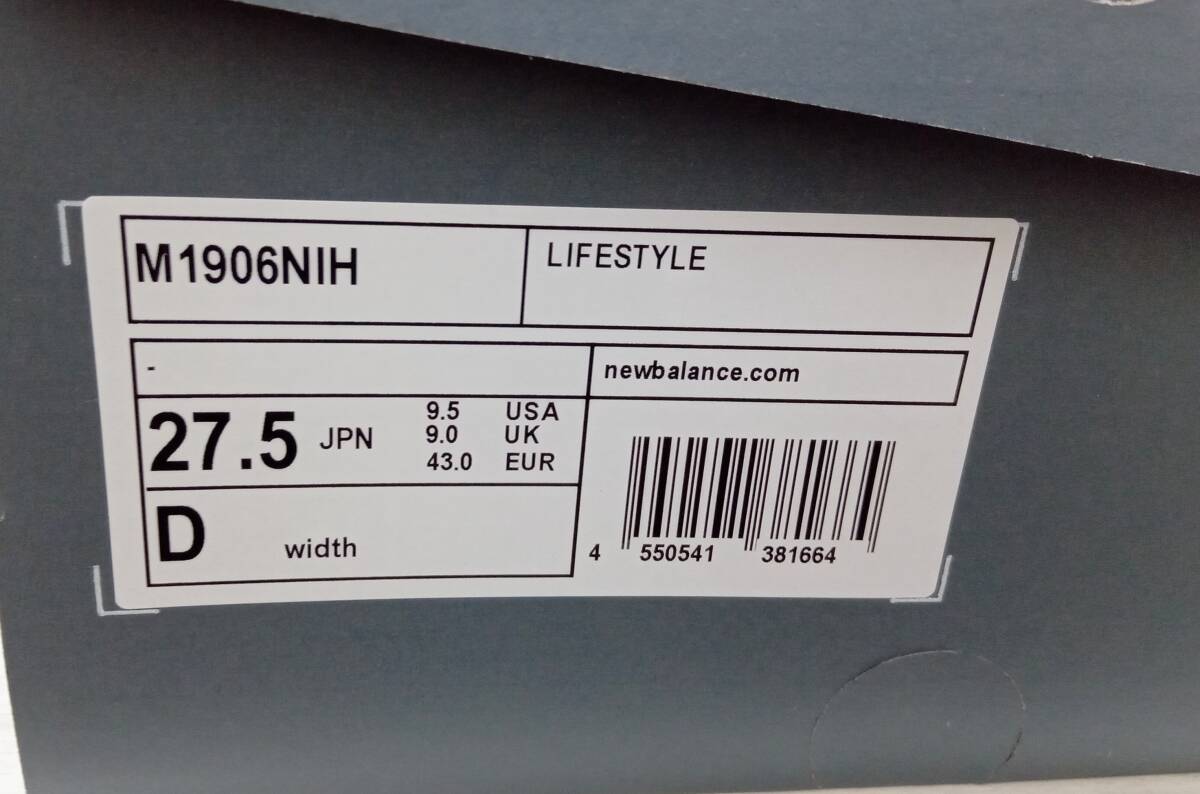 M1906NIH
LIFESTYLE
-
newbalance.com
27.5 JPN
9.5 USA
9.0 UK
43.0 EUR
D width
4 550541 381664